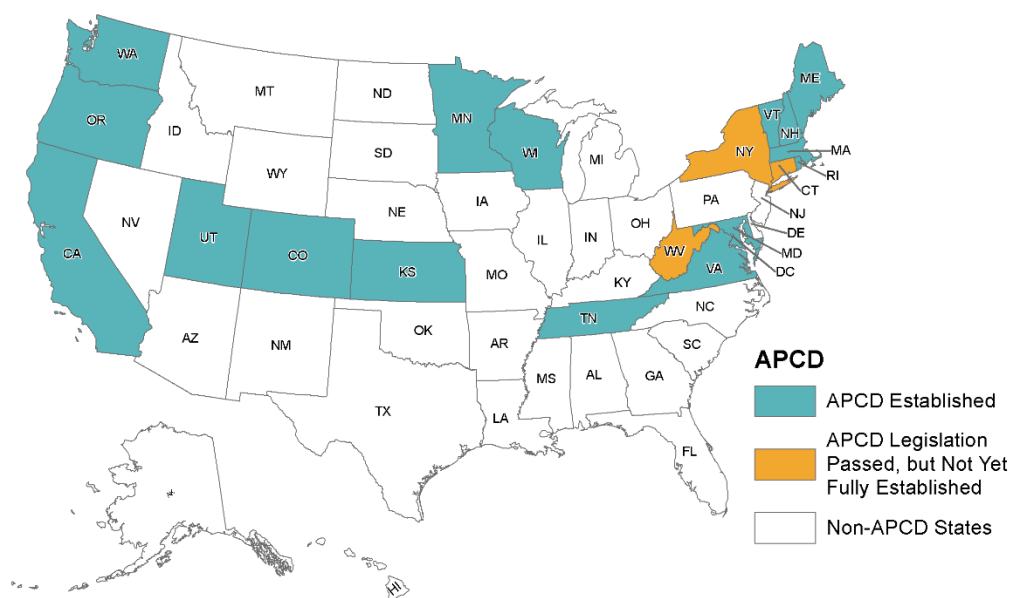 WA
MT
ND
MN
ME
OR
ID
SD
WI
MI
NY
VT
NH
MA
RI
CT
WY
IA
PA
NJ
NV
NE
IL
IN
OH
DE
MD
DC
UT
CO
KS
MO
WV
VA
KY
CA
AZ
NM
OK
AR
TN
NC
SC
MS
AL
GA
TX
LA
FL
HI
APCD
APCD Established
APCD Legislation
Passed, but Not Yet
Fully Established
Non-APCD States